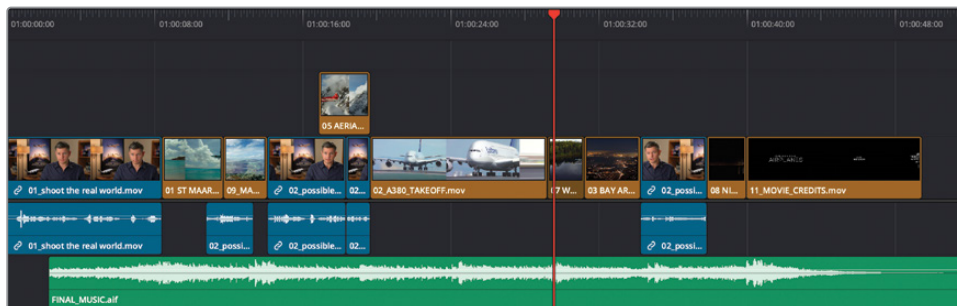 01:00:00:00 01:00:08:00 01:00:16:00 01:00:24:00 01:00:32:00 01:00:40:00 01:00:48:00
05 AERIA...
AIRPLANES
01_shoot the real world.mov 01 ST MAAR... 09_MA... 02_possible... 02... 02_A380_TAKEOFF.mov 07 W... 03 BAY AR... 02_possi... 08 NI... 11_MOVIE_CREDITS.mov
01_shoot the real world.mov 02_possi... 02_possible... 02... 02_possi...
FINAL_MUSIC.aif